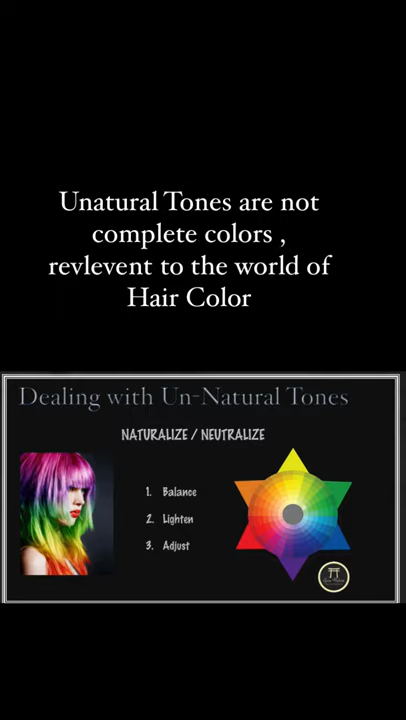 Unatural Tones are not
complete colors ,
revlevent to the world of
Hair Color
Dealing with Un-Natural Tones
NATURALIZE / NEUTRALIZE
1. Balance
2. Lighten
3. Adjust